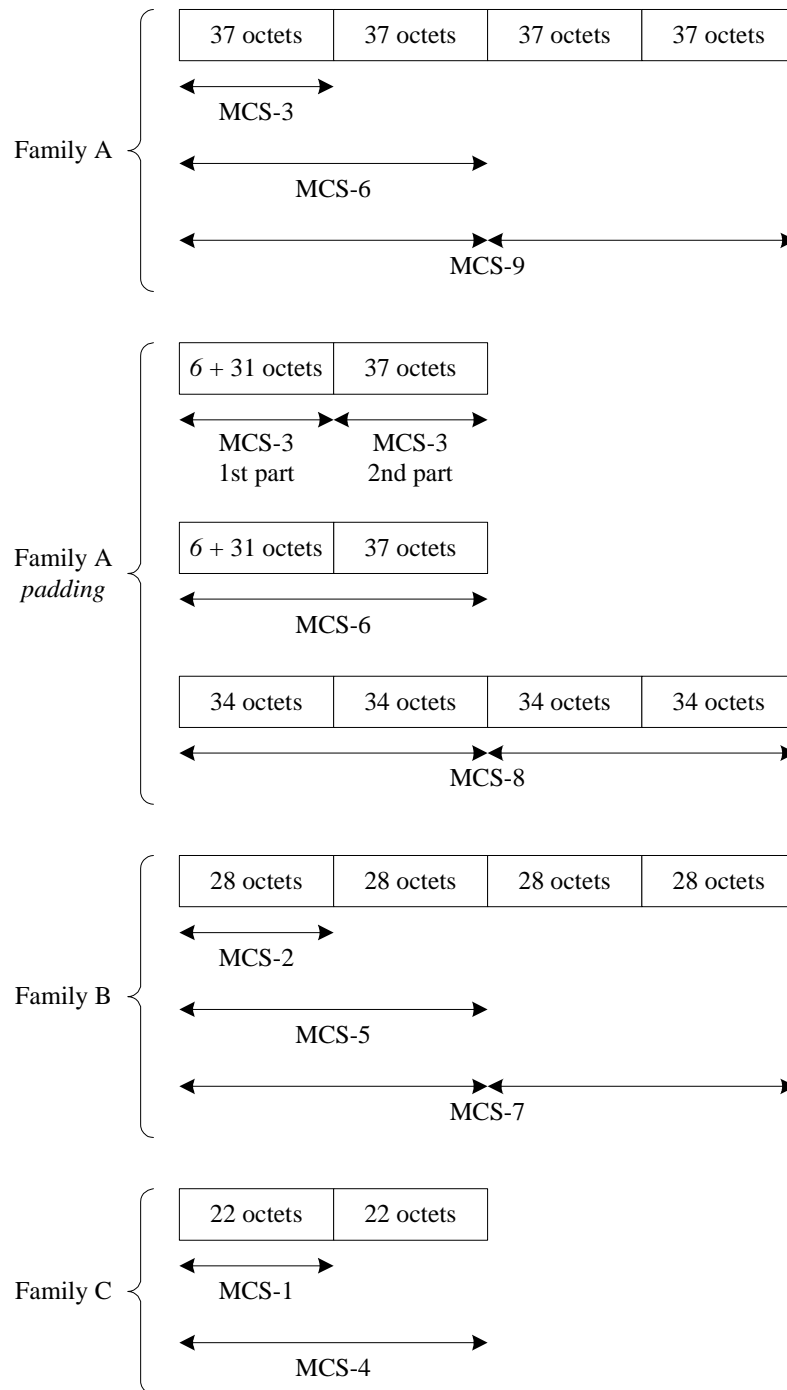 37 octets 37 octets 37 octets 37 octets
MCS-3
Family A
MCS-6
MCS-9
6 + 31 octets 37 octets
MCS-3 MCS-3
1st part 2nd part
6 + 31 octets 37 octets
Family A
padding
MCS-6
34 octets 34 octets 34 octets 34 octets
MCS-8
28 octets 28 octets 28 octets 28 octets
MCS-2
Family B
MCS-5
MCS-7
22 octets 22 octets
Family C
MCS-1
MCS-4